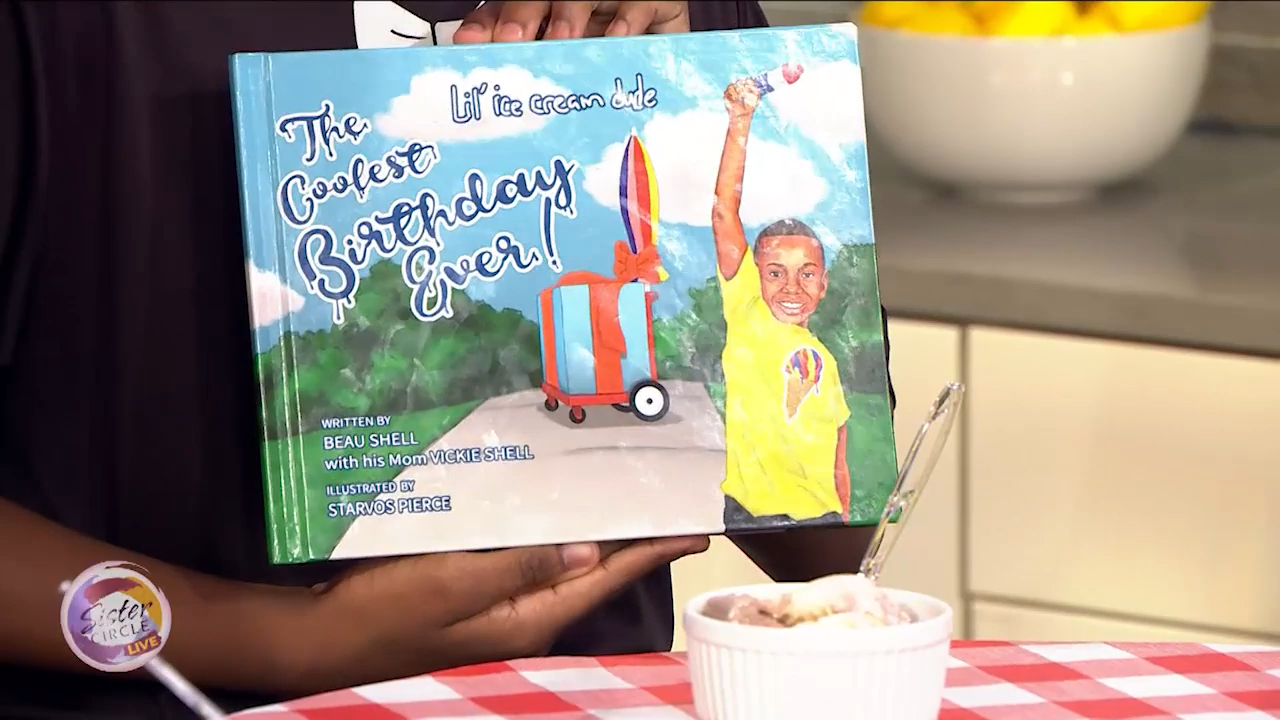 Lil' ice cream dude
The
Coolest
Birthday
Ever!
WRITTEN BY
BEAU SHELL
with his Mom VICKIE SHELL
ILLUSTRATED BY
STARVOS PIERCE
Sister
CIRCLE
LIVE